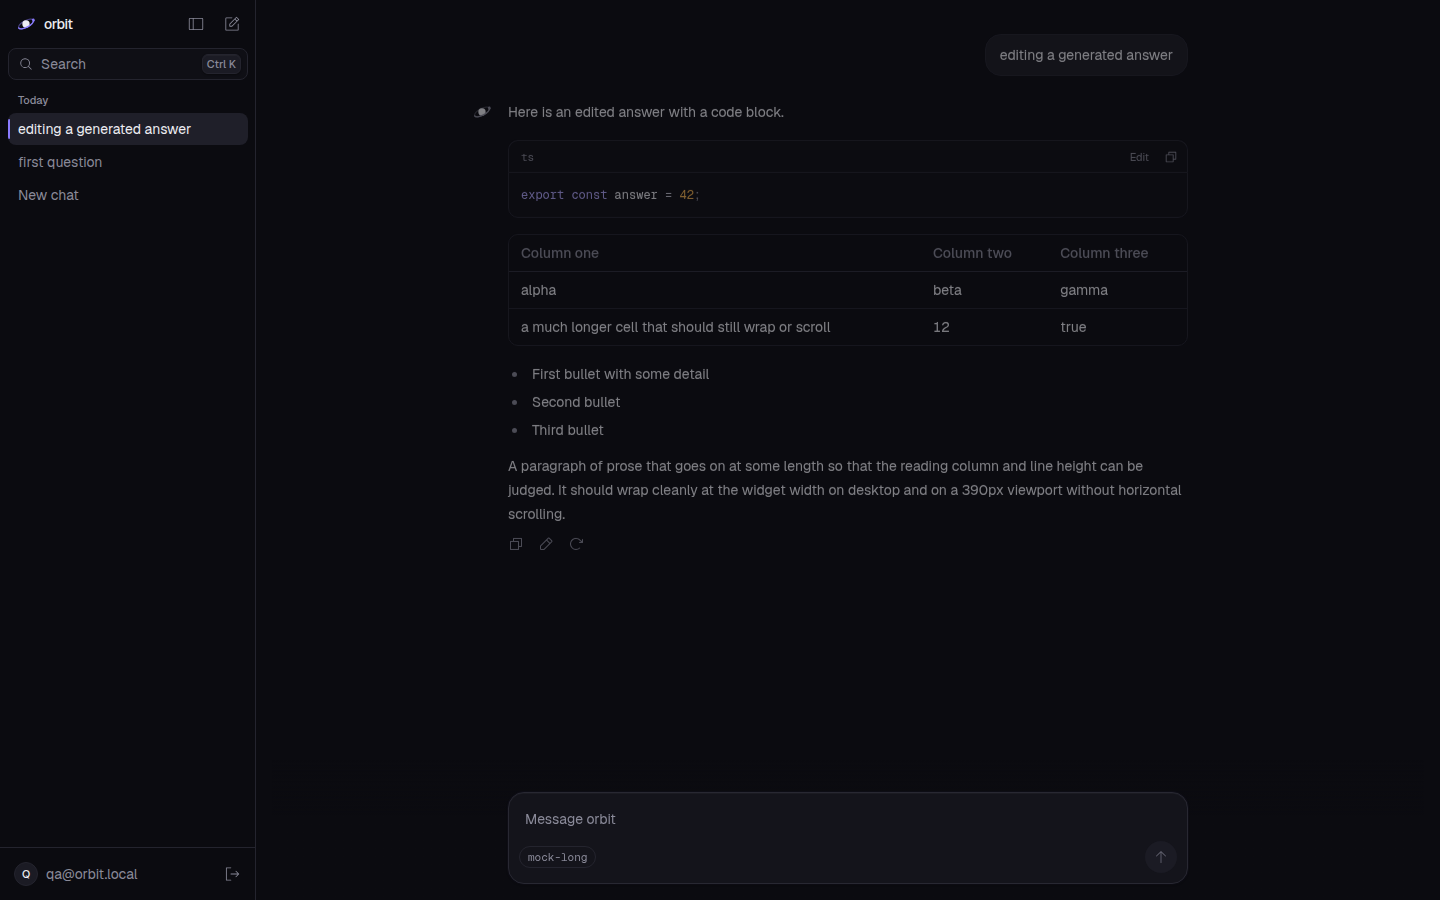 orbit
Search
Ctrl K
Today
editing a generated answer
first question
New chat
Q
qa@orbit.local
editing a generated answer
Here is an edited answer with a code block.
ts
Edit
export const answer = 42;
Column one Column two Column three
alpha beta gamma
a much longer cell that should still wrap or scroll 12 true
First bullet with some detail
Second bullet
Third bullet
A paragraph of prose that goes on at some length so that the reading column and line height can be
judged. It should wrap cleanly at the widget width on desktop and on a 390px viewport without horizontal
scrolling.
Message orbit
mock-long